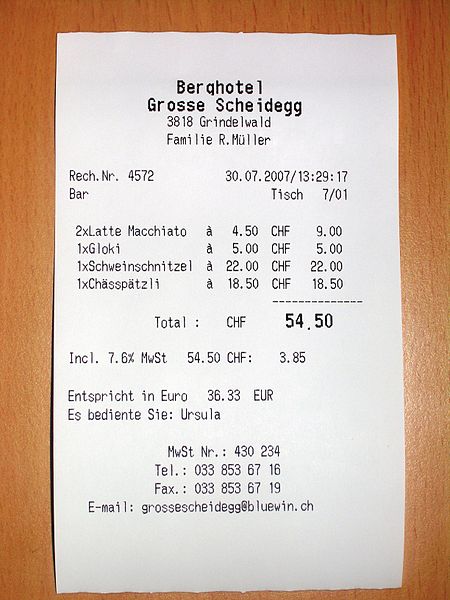 Berghotel
Grosse Scheidegg
3818 Grindelwald
Familie R.Müller
Rech.Nr. 4572 30.07.2007/13:29:17
Bar Tisch 7/01
2xLatte Macchiato à 4.50 CHF 9.00
1xGloki à 5.00 CHF 5.00
1xSchweinschnitzel à 22.00 CHF 22.00
1xChässpätzli à 18.50 CHF 18.50
Total : CHF 54.50
Incl. 7.6% MwSt 54.50 CHF: 3.85
Entspricht in Euro 36.33 EUR
Es bediente Sie: Ursula
MwSt Nr.: 430 234
Tel.: 033 853 67 16
Fax.: 033 853 67 19
E-mail: grossescheidegg@bluewin.ch